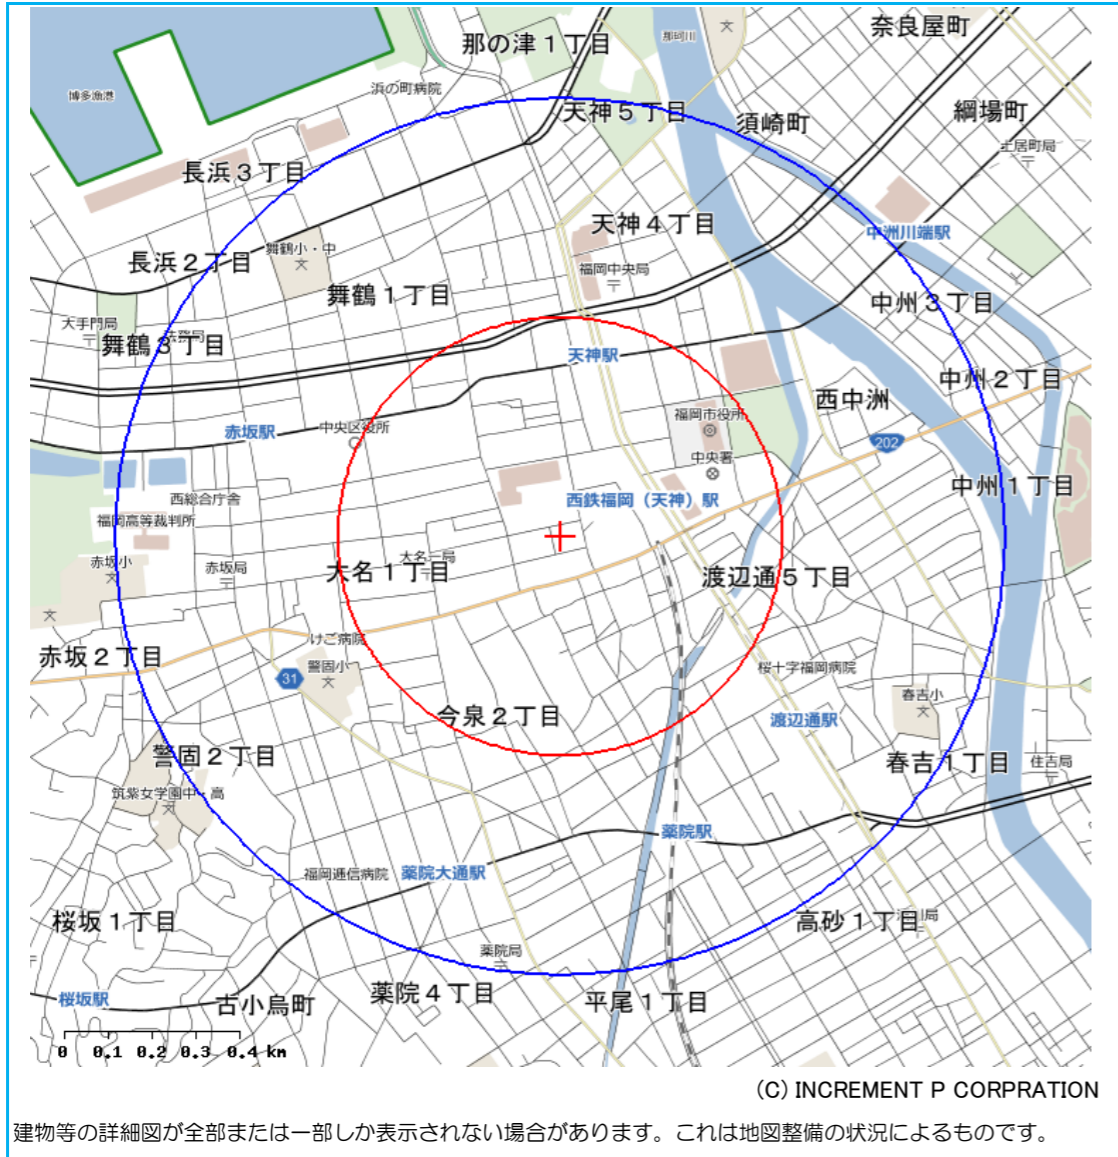 那の津１丁目
那珂川
奈良屋町
博多漁港
浜の町病院
天神５丁目
須崎町
綱場町
土居町局
長浜３丁目
天神４丁目
中洲川端駅
舞鶴小・中
長浜２丁目
福岡中央局
舞鶴１丁目
中州３丁目
大手門局
法務局
舞鶴３丁目
天神駅
中州２丁目
西中洲
福岡市役所
赤坂駅
中央区役所
202
中央署
中州１丁目
西総合庁舎
西鉄福岡（天神）駅
福岡高等裁判所
赤坂小
赤坂局
大名一局
大名１丁目
渡辺通５丁目
けご病院
赤坂２丁目
警固小
桜十字福岡病院
31
春吉小
今泉２丁目
渡辺通駅
警固２丁目
春吉１丁目
住吉局
筑紫女学園中・高
薬院駅
福岡逓信病院
薬院大通駅
桜坂１丁目
高砂１丁目
局
薬院局
桜坂駅
古小烏町
薬院４丁目
平尾１丁目
0 0.1 0.2 0.3 0.4 km
(C) INCREMENT P CORPRATION
建物等の詳細図が全部または一部しか表示されない場合があります。これは地図整備の状況によるものです。